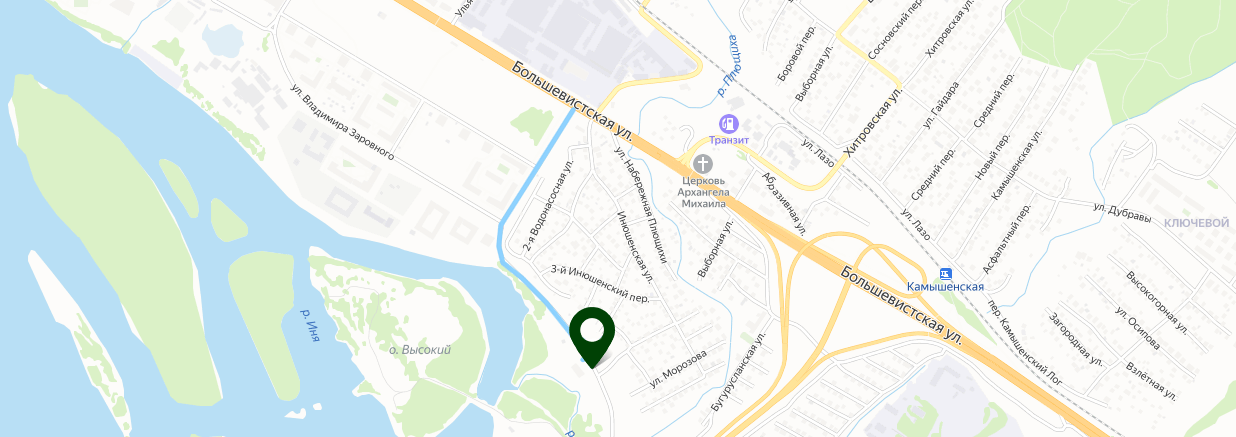 Улья
Большевистская ул.
р. Плющиха
Боровой пер.
Выборная ул.
Сосновский пер.
Хитровская ул.
ул. Владимира Заровного
Транзит
ул. Лазо
Хитровская ул.
ул. Гайдара
Средний пер.
Церковь
Архангела
Михаила
Абразивная ул.
Средний пер.
Новый пер.
Камышенская ул.
2-я Водонасосная ул.
ул. Набережная Плющихи
Инюшенская ул.
Выборная ул.
ул. Лазо
Асфальтный пер.
ул. Дубравы
КЛЮЧЕВОЙ
3-й Инюшенский пер.
Большевистская ул.
Камышенская
Высокогорная ул.
р. Иня
о. Высокий
пер. Камышенский Лог
Загородная ул.
ул. Осипова
ул. Морозова
Бугурусланская ул.
Взлётная ул.
р.